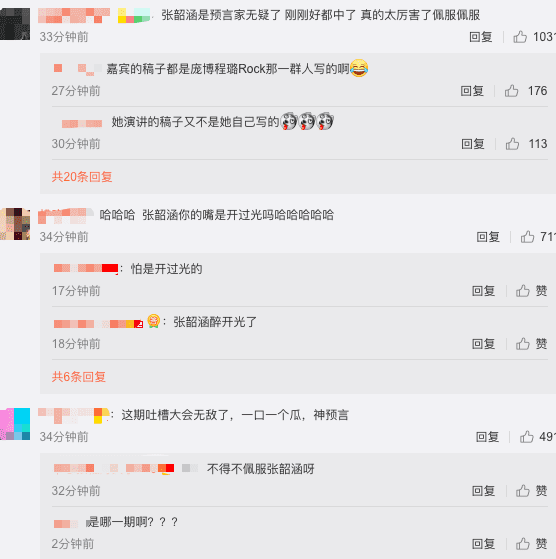 张韶涵是预言家无疑了 刚刚好都中了 真的太厉害了佩服佩服
33分钟前 回复 1031
嘉宾的稿子都是庞博程璐Rock那一群人写的啊
27分钟前 回复 176
她演讲的稿子又不是她自己写的
30分钟前 回复 113
共20条回复
哈哈哈 张韶涵你的嘴是开过光吗哈哈哈哈哈
34分钟前 回复 711
：怕是开过光的
17分钟前 回复 赞
：张韶涵醉开光了
18分钟前 回复 赞
共6条回复
：这期吐槽大会无敌了，一口一个瓜，神预言
34分钟前 回复 491
不得不佩服张韶涵呀
32分钟前 回复 赞
是哪一期啊？？？
2分钟前 回复 赞